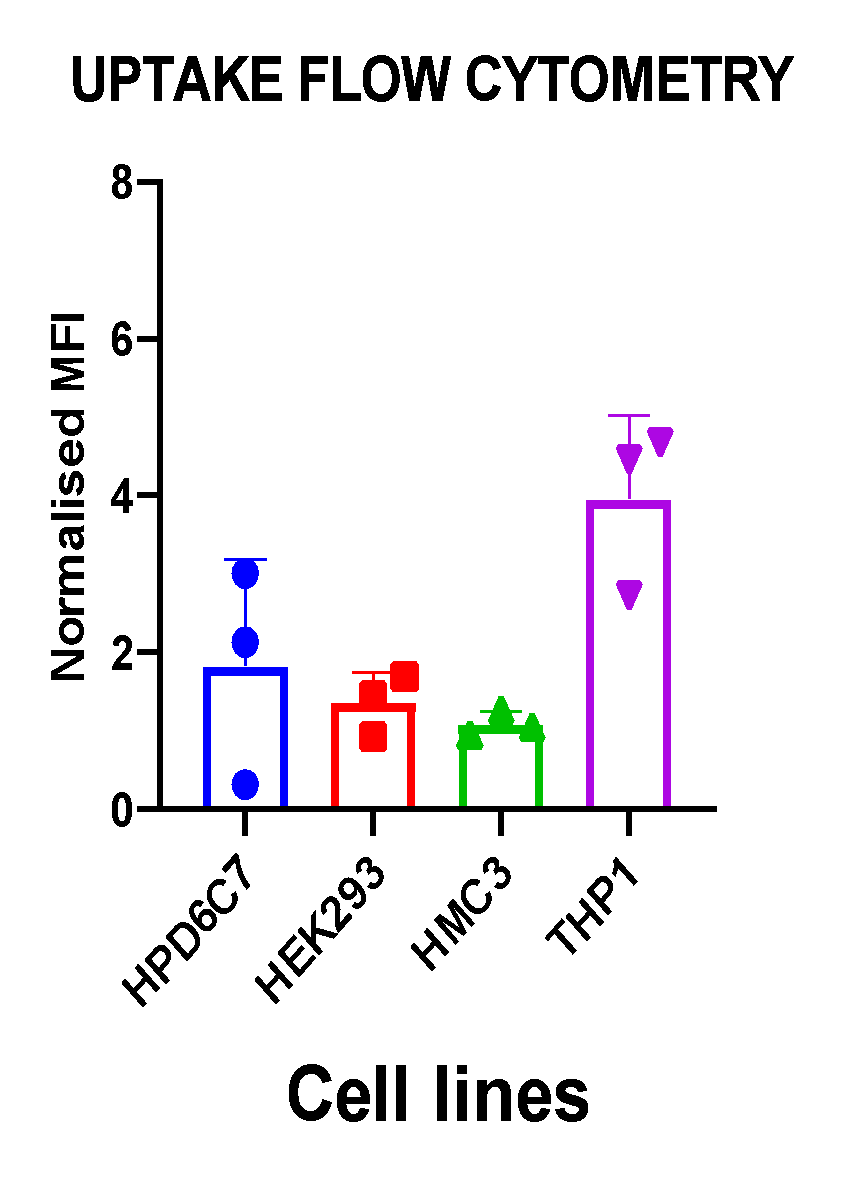 UPTAKE FLOW CYTOMETRY
Normalised MFI
8
6
4
2
0
HPD6C7
HEK293
HMC3
THP1
Cell lines